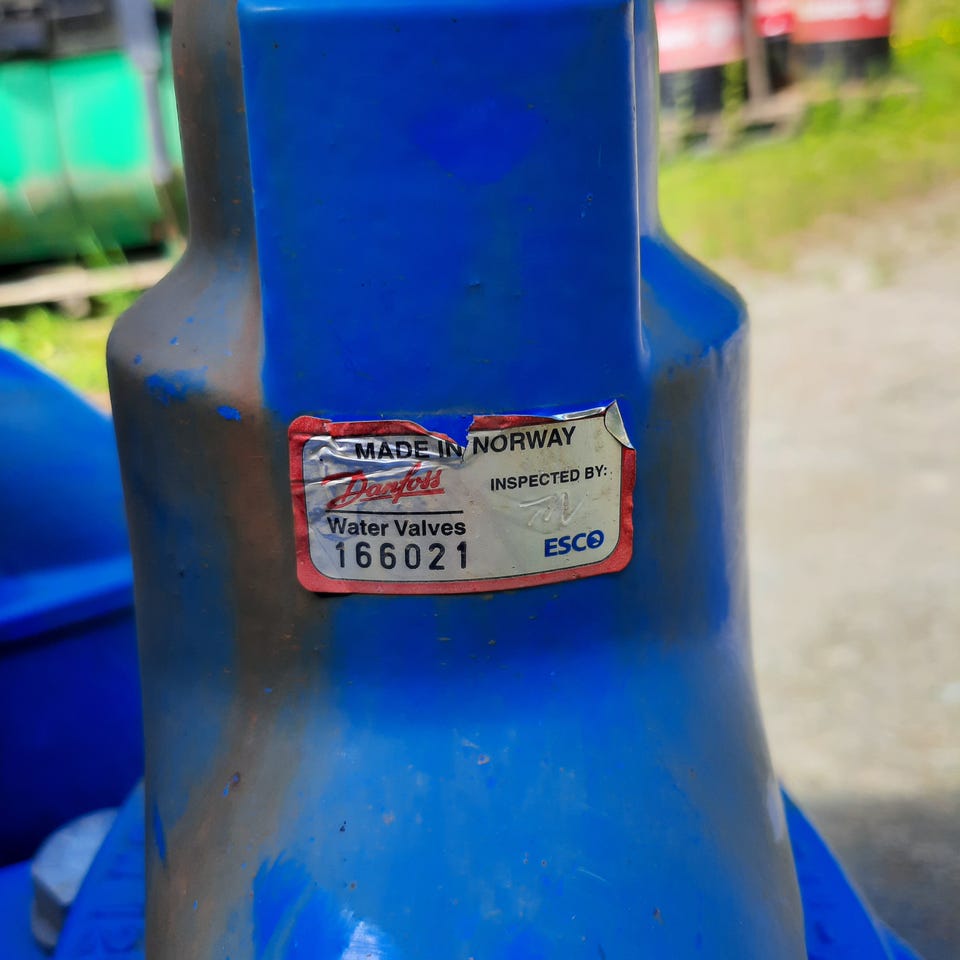 MADE IN NORWAY
Danfoss
INSPECTED BY:
Water Valves
166021
ESCO